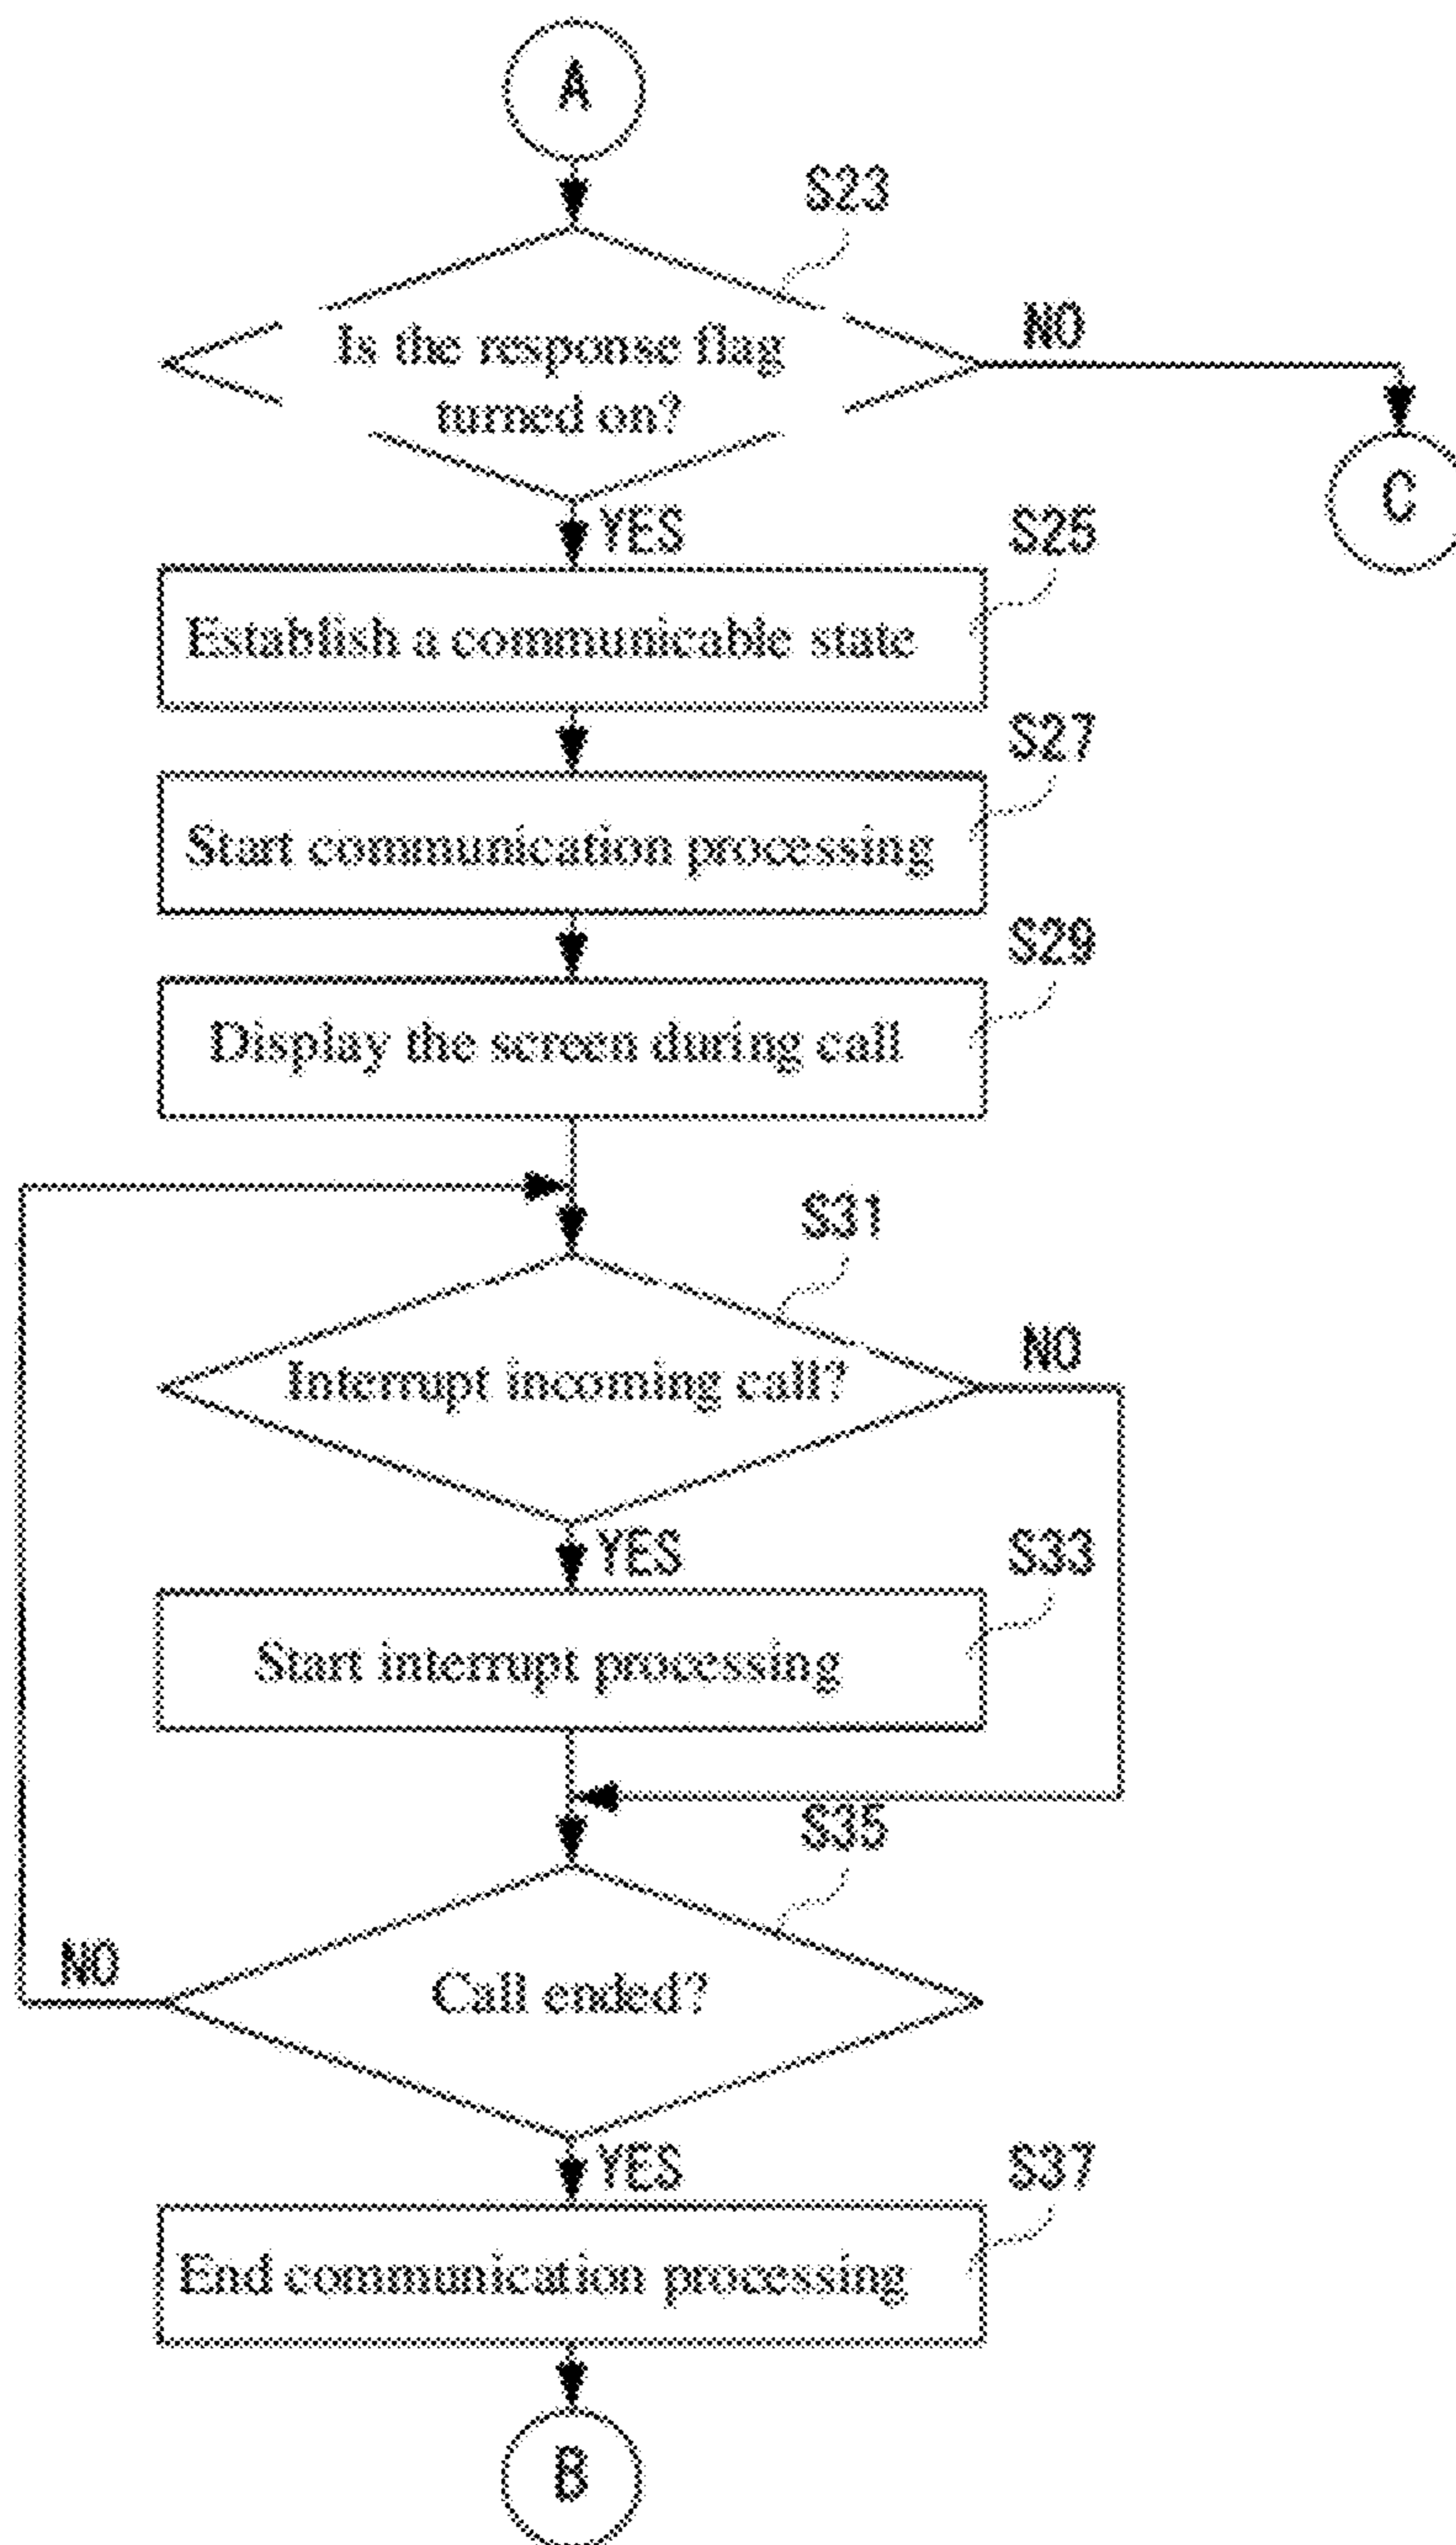 A
S23
Is the response flag
turned on?
NO
C
YES
S25
Establish a communicable state
S27
Start communication processing
S29
Display the screen during call
S31
Interrupt incoming call?
NO
YES
S33
Start interrupt processing
S35
Call ended?
NO
YES
S37
End communication processing
B